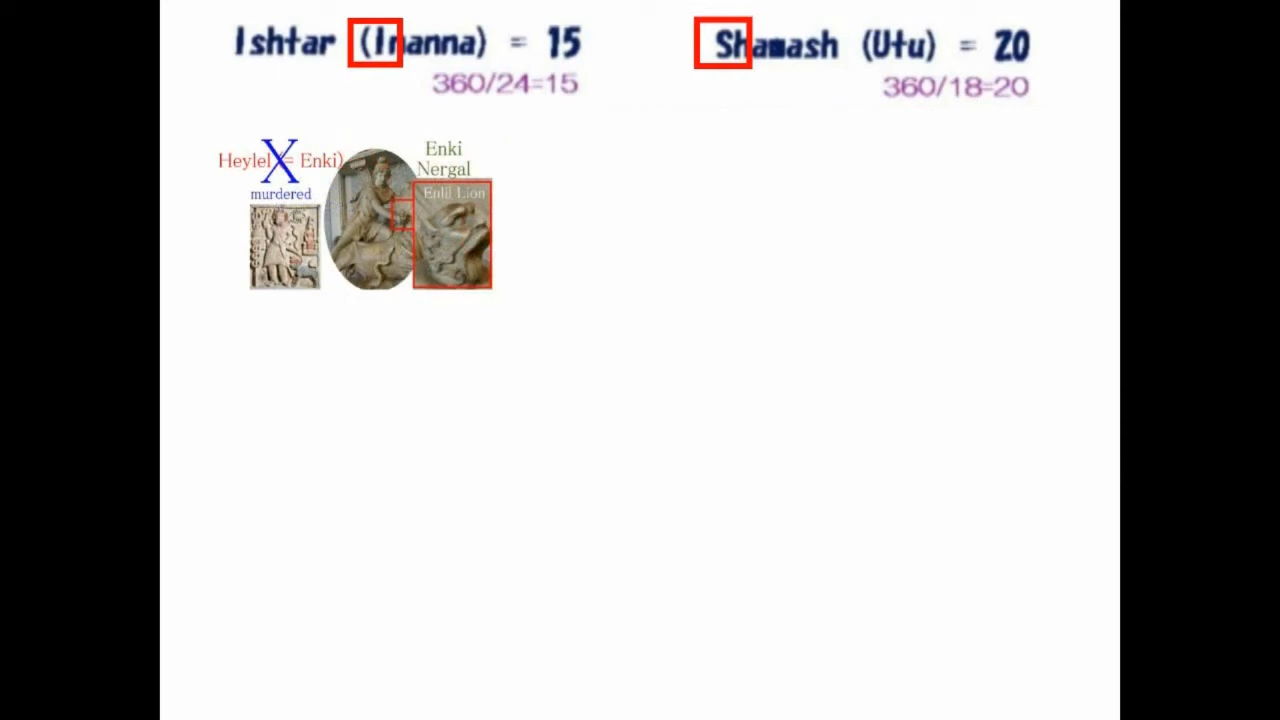 Ishtar (Inanna) = 15
360/24=15
Shamash (Utu) = 20
360/18=20
Heylel (= Enki)
X
murdered
Enki
Nergal
Enlil Lion